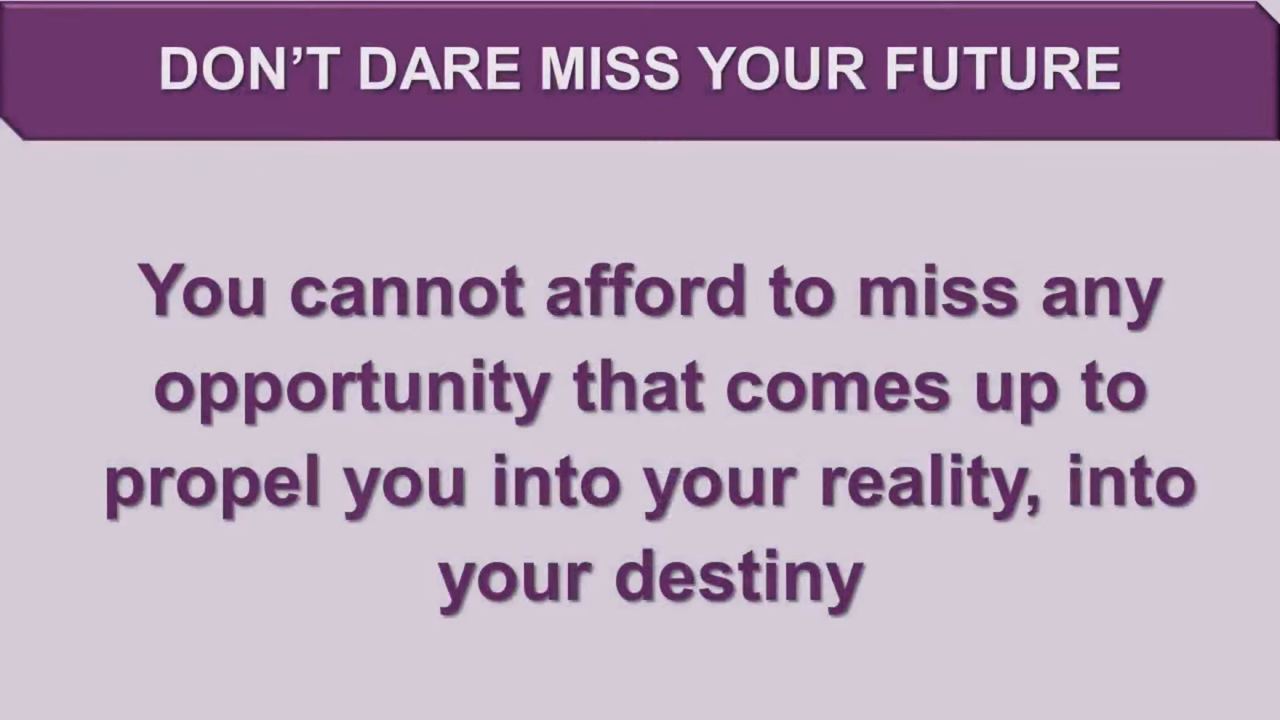 DON’T DARE MISS YOUR FUTURE
You cannot afford to miss any
opportunity that comes up to
propel you into your reality, into
your destiny